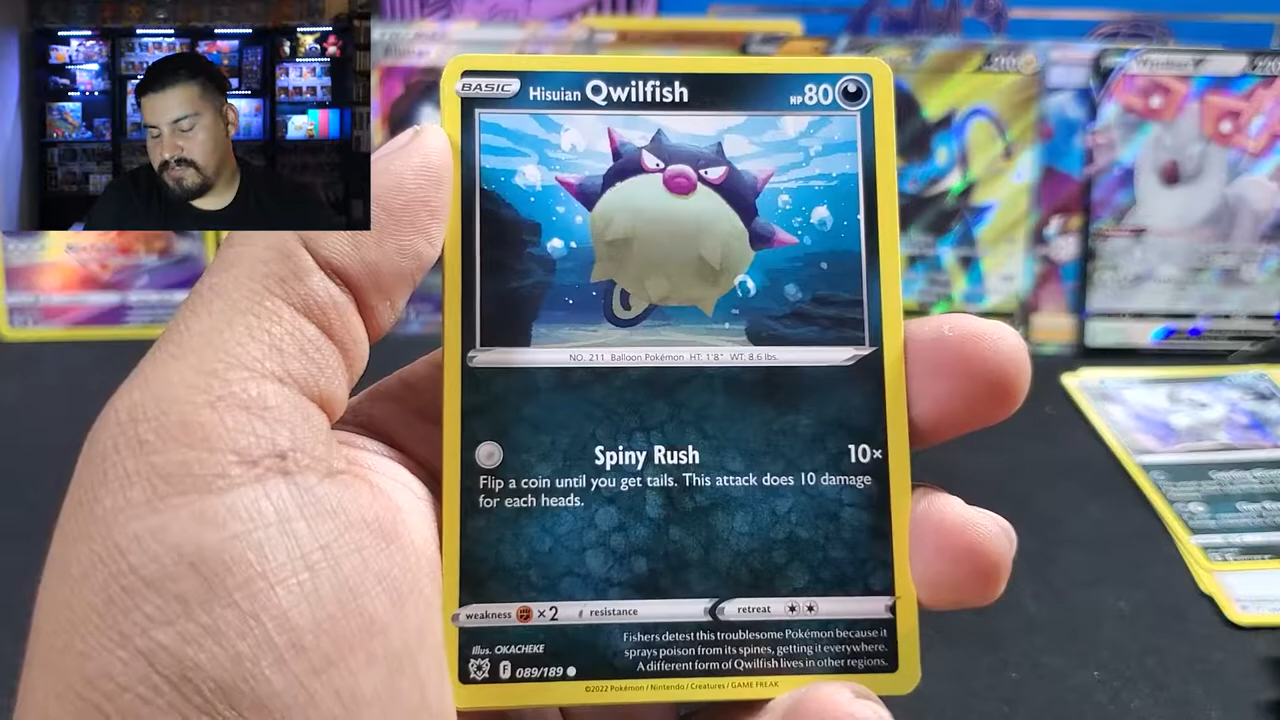 BASIC Hisuian Qwilfish HP 80
NO. 211 Balloon Pokémon HT: 1'8" WT: 8.6 lbs.
Spiny Rush 10×
Flip a coin until you get tails. This attack does 10 damage
for each heads.
weakness ×2 resistance retreat
Illus. OKACHEKE
Fishers detest this troublesome Pokémon because it
sprays poison from its spines, getting it everywhere.
A different form of Qwilfish lives in other regions.
F 089/189
©2022 Pokémon / Nintendo / Creatures / GAME FREAK